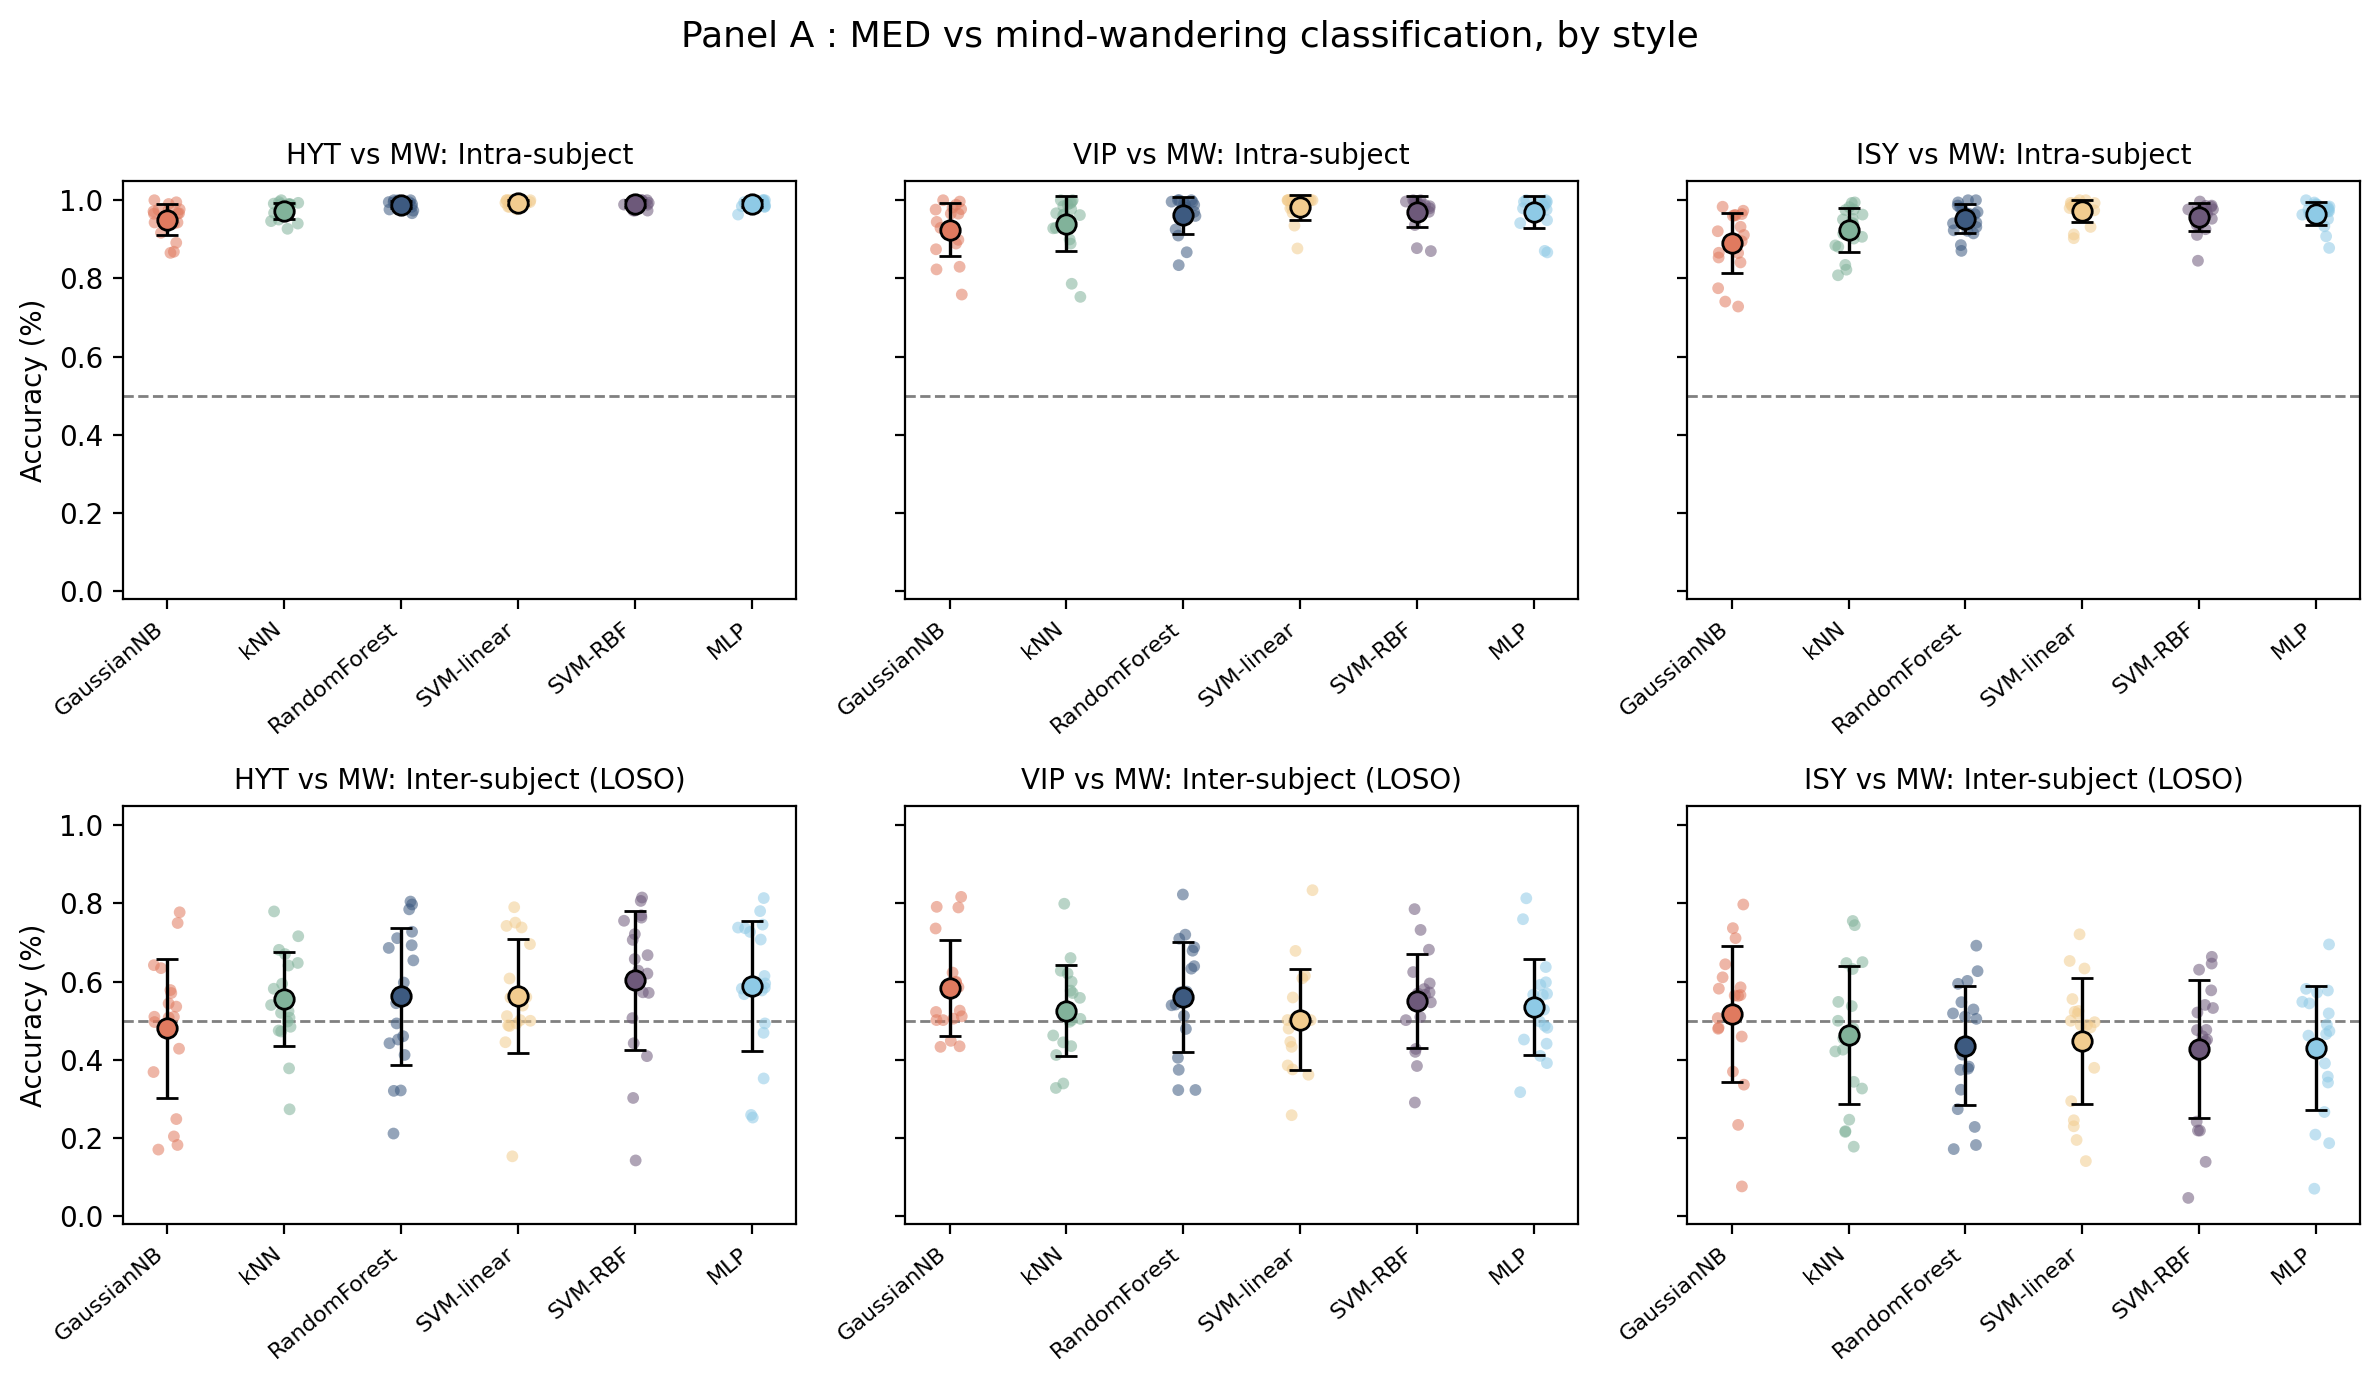 Panel A : MED vs mind-wandering classification, by style
HYT vs MW: Intra-subject
VIP vs MW: Intra-subject
ISY vs MW: Intra-subject
Accuracy (%)
1.0
0.8
0.6
0.4
0.2
0.0
GaussianNB
kNN
RandomForest
SVM-linear
SVM-RBF
MLP
GaussianNB
kNN
RandomForest
SVM-linear
SVM-RBF
MLP
GaussianNB
kNN
RandomForest
SVM-linear
SVM-RBF
MLP
HYT vs MW: Inter-subject (LOSO)
VIP vs MW: Inter-subject (LOSO)
ISY vs MW: Inter-subject (LOSO)
Accuracy (%)
1.0
0.8
0.6
0.4
0.2
0.0
GaussianNB
kNN
RandomForest
SVM-linear
SVM-RBF
MLP
GaussianNB
kNN
RandomForest
SVM-linear
SVM-RBF
MLP
GaussianNB
kNN
RandomForest
SVM-linear
SVM-RBF
MLP